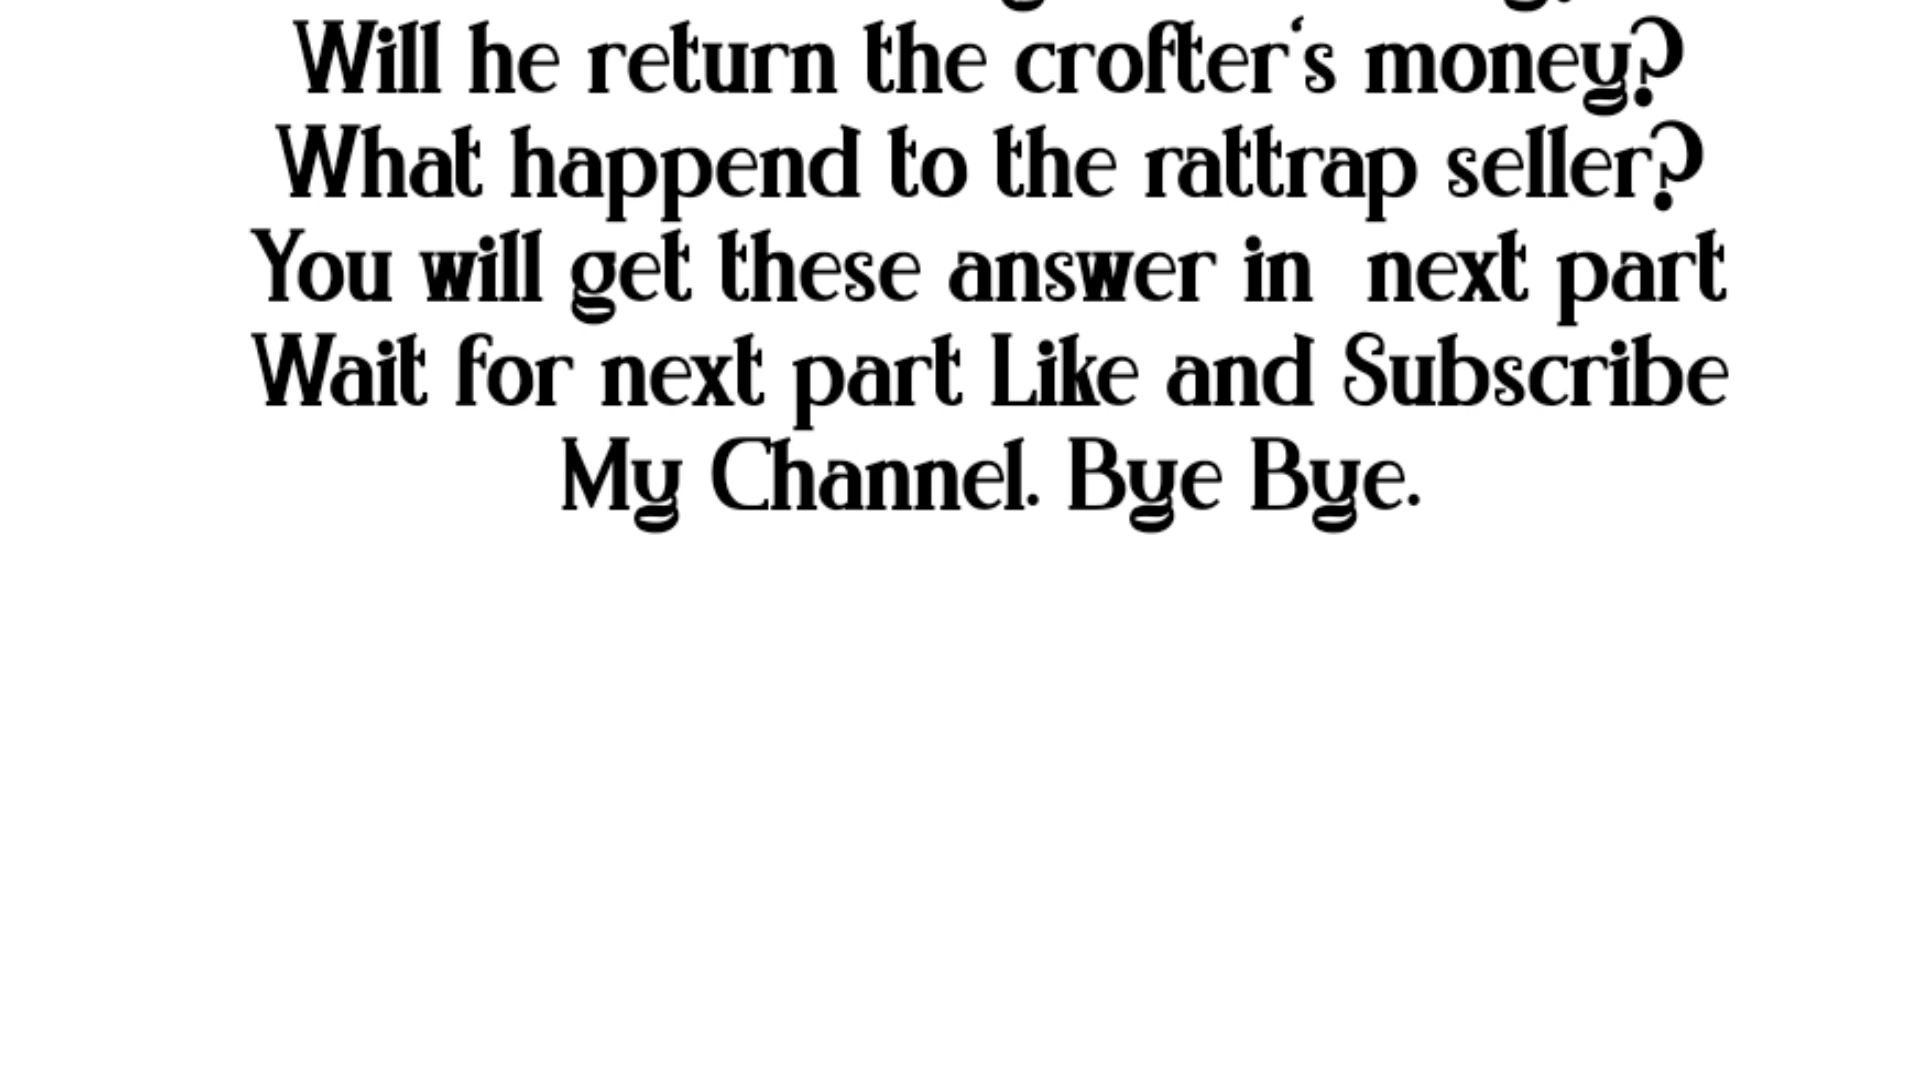 Will he return the crofter‘s money?
What happend to the rattrap seller?
You will get these answer in  next part
Wait for next part Like and Subscribe
My Channel. Bye Bye.